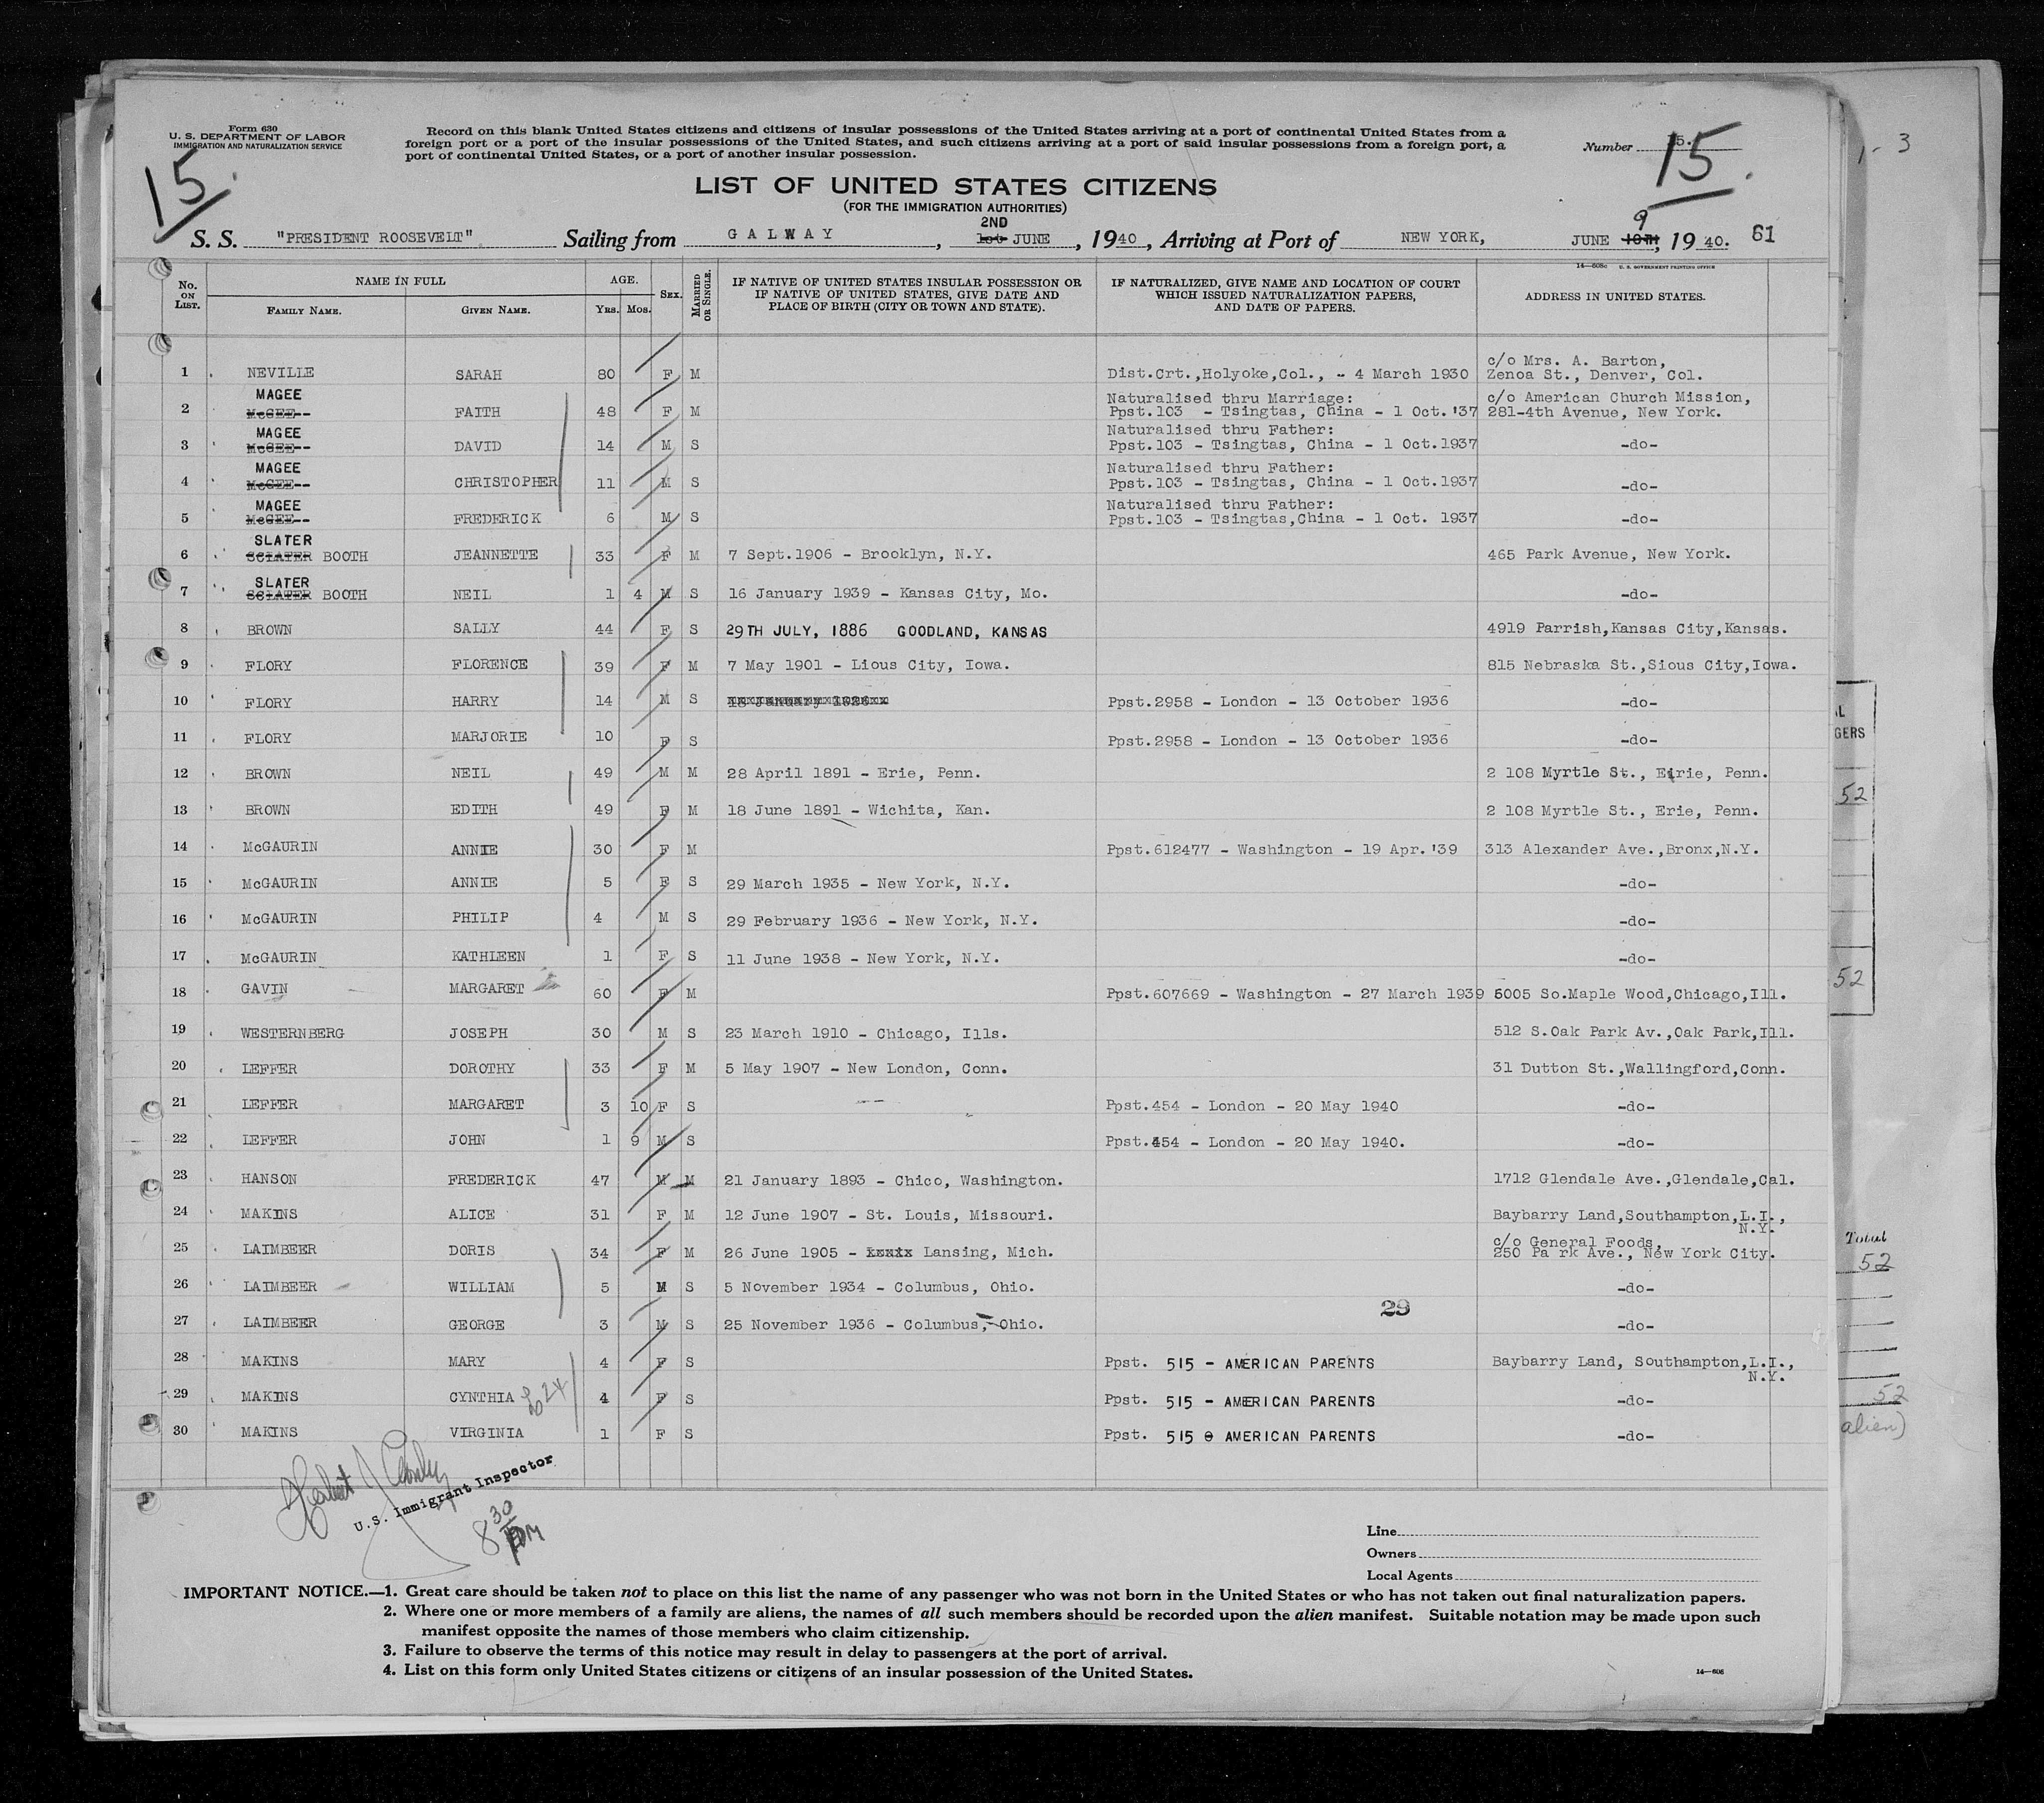 Form 630
U. S. DEPARTMENT OF LABOR
IMMIGRATION AND NATURALIZATION SERVICE
Record on this blank United States citizens and citizens of insular possessions of the United States arriving at a port of continental United States from a
foreign port or a port of the insular possessions of the United States, and such citizens arriving at a port of said insular possessions from a foreign port, a
port of continental United States, or a port of another insular possession.
Number 15.
15.
15.
1-3
LIST OF UNITED STATES CITIZENS
(FOR THE IMMIGRATION AUTHORITIES)
2ND 9
S. S. "PRESIDENT ROOSEVELT" Sailing from GALWAY, 1st JUNE, 1940, Arriving at Port of NEW YORK, JUNE 10TH, 1940. 61
14—608c U. S. GOVERNMENT PRINTING OFFICE
No. ON LIST. NAME IN FULL FAMILY NAME. GIVEN NAME. AGE. YRS. MOS. SEX. MARRIED OR SINGLE. IF NATIVE OF UNITED STATES INSULAR POSSESSION OR IF NATIVE OF UNITED STATES, GIVE DATE AND PLACE OF BIRTH (CITY OR TOWN AND STATE). IF NATURALIZED, GIVE NAME AND LOCATION OF COURT WHICH ISSUED NATURALIZATION PAPERS, AND DATE OF PAPERS. ADDRESS IN UNITED STATES.
c/o Mrs. A. Barton,
1 NEVILLE SARAH 80 F M Dist.Crt.,Holyoke,Col., - 4 March 1930 Zenoa St., Denver, Col.
MAGEE Naturalised thru Marriage: c/o American Church Mission,
2 McGEE-- FAITH 48 F M Ppst.103 - Tsingtas, China - 1 Oct.'37 281-4th Avenue, New York.
MAGEE Naturalised thru Father:
3 McGEE-- DAVID 14 M S Ppst.103 - Tsingtas, China - 1 Oct.1937 -do-
MAGEE Naturalised thru Father:
4 McGEE-- CHRISTOPHER 11 M S Ppst.103 - Tsingtas, China - 1 Oct.1937 -do-
MAGEE Naturalised thru Father:
5 McGEE-- FREDERICK 6 M S Ppst.103 - Tsingtas,China - 1 Oct. 1937 -do-
SLATER
6 SCLATER BOOTH JEANNETTE 33 F M 7 Sept.1906 - Brooklyn, N.Y. 465 Park Avenue, New York.
SLATER
7 SCLATER BOOTH NEIL 1 4 M S 16 January 1939 - Kansas City, Mo. -do-
8 BROWN SALLY 44 F S 29TH JULY, 1886 GOODLAND, KANSAS 4919 Parrish,Kansas City,Kansas.
9 FLORY FLORENCE 39 F M 7 May 1901 - Lious City, Iowa. 815 Nebraska St.,Sious City,Iowa.
10 FLORY HARRY 14 M S 18 January 1926 Ppst.2958 - London - 13 October 1936 -do-
11 FLORY MARJORIE 10 F S Ppst.2958 - London - 13 October 1936 -do-
12 BROWN NEIL 49 M M 28 April 1891 - Erie, Penn. 2 108 Myrtle St., Eirie, Penn.
13 BROWN EDITH 49 F M 18 June 1891 - Wichita, Kan. 2 108 Myrtle St., Erie, Penn.
14 McGAURIN ANNIE 30 F M Ppst.612477 - Washington - 19 Apr.'39 313 Alexander Ave.,Bronx,N.Y.
15 McGAURIN ANNIE 5 F S 29 March 1935 - New York, N.Y. -do-
16 McGAURIN PHILIP 4 M S 29 February 1936 - New York, N.Y. -do-
17 McGAURIN KATHLEEN 1 F S 11 June 1938 - New York, N.Y. -do-
18 GAVIN MARGARET 60 F M Ppst.607669 - Washington - 27 March 1939 6005 So.Maple Wood,Chicago,Ill.
19 WESTERNBERG JOSEPH 30 M S 23 March 1910 - Chicago, Ills. 512 S.Oak Park Av.,Oak Park,Ill.
20 LEFFER DOROTHY 33 F M 5 May 1907 - New London, Conn. 31 Dutton St.,Wallingford,Conn.
21 LEFFER MARGARET 3 10 F S Ppst.454 - London - 20 May 1940 -do-
22 LEFFER JOHN 1 9 M S Ppst.454 - London - 20 May 1940. -do-
23 HANSON FREDERICK 47 M M 21 January 1893 - Chico, Washington. 1712 Glendale Ave.,Glendale,Cal.
24 MAKINS ALICE 31 F M 12 June 1907 - St. Louis, Missouri. Baybarry Land,Southampton,L.I.,
N.Y.
c/o General Foods,
25 LAIMBEER DORIS 34 F M 26 June 1905 - Lansing, Mich. 250 Park Ave., New York City.
26 LAIMBEER WILLIAM 5 M S 5 November 1934 - Columbus, Ohio. -do-
29
27 LAIMBEER GEORGE 3 M S 25 November 1936 - Columbus, Ohio. -do-
28 MAKINS MARY 4 F S Ppst. 515 - AMERICAN PARENTS Baybarry Land, Southampton,L.I.,
N.Y.
29 MAKINS CYNTHIA L24 4 F S Ppst. 515 - AMERICAN PARENTS -do-
30 MAKINS VIRGINIA 1 F S Ppst. 515 AMERICAN PARENTS -do-
U.S. Immigrant Inspector
8 30 PM
Line
Owners
Local Agents
IMPORTANT NOTICE.—1. Great care should be taken not to place on this list the name of any passenger who was not born in the United States or who has not taken out final naturalization papers.
2. Where one or more members of a family are aliens, the names of all such members should be recorded upon the alien manifest. Suitable notation may be made upon such
manifest opposite the names of those members who claim citizenship.
3. Failure to observe the terms of this notice may result in delay to passengers at the port of arrival.
4. List on this form only United States citizens or citizens of an insular possession of the United States.
14—608
GERS
52
52
Total
52
52
alien)